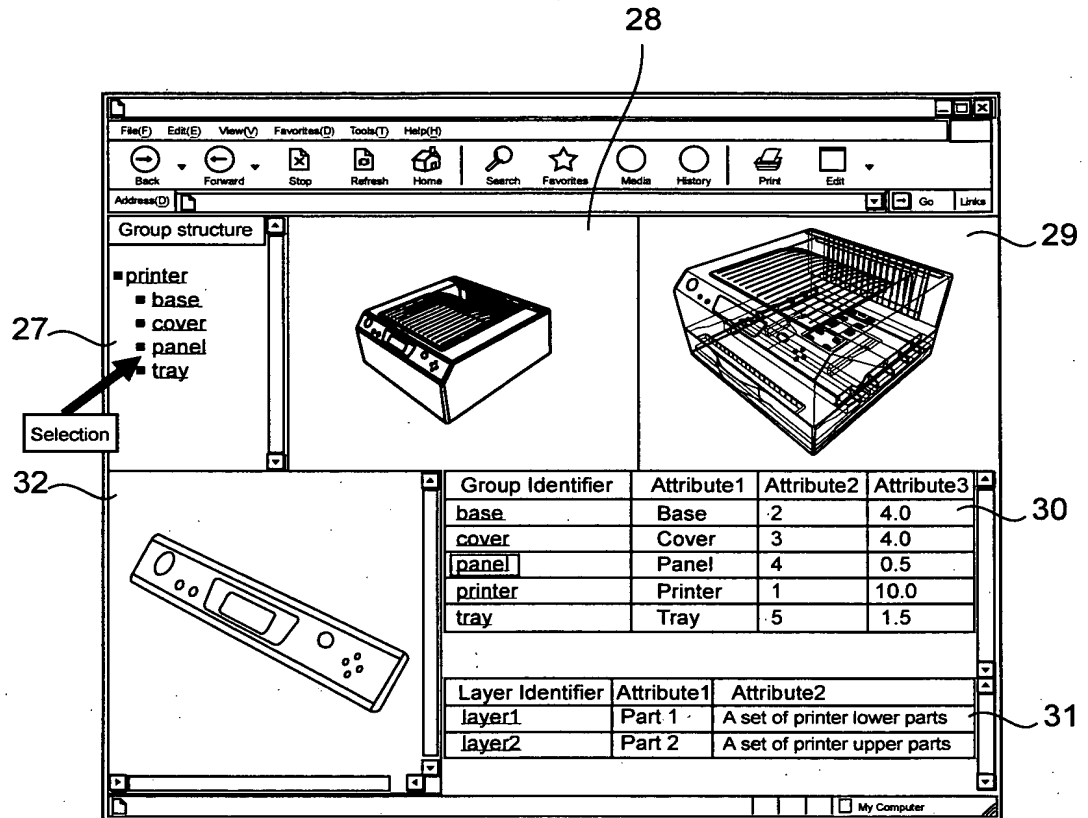 28
File(F) Edit(E) View(V) Favorites(D) Tools(T) Help(H)
Back Forward Stop Refresh Home Search Favorites Media History Print Edit
Address(D) Go Links
Group structure
29
printer
base
27
cover
panel
tray
Selection
32
Group Identifier Attribute1 Attribute2 Attribute3
base Base 2 4.0
30
cover Cover 3 4.0
panel Panel 4 0.5
printer Printer 1 10.0
tray Tray 5 1.5
Layer Identifier Attribute1 Attribute2
layer1 Part 1 A set of printer lower parts
31
layer2 Part 2 A set of printer upper parts
My Computer